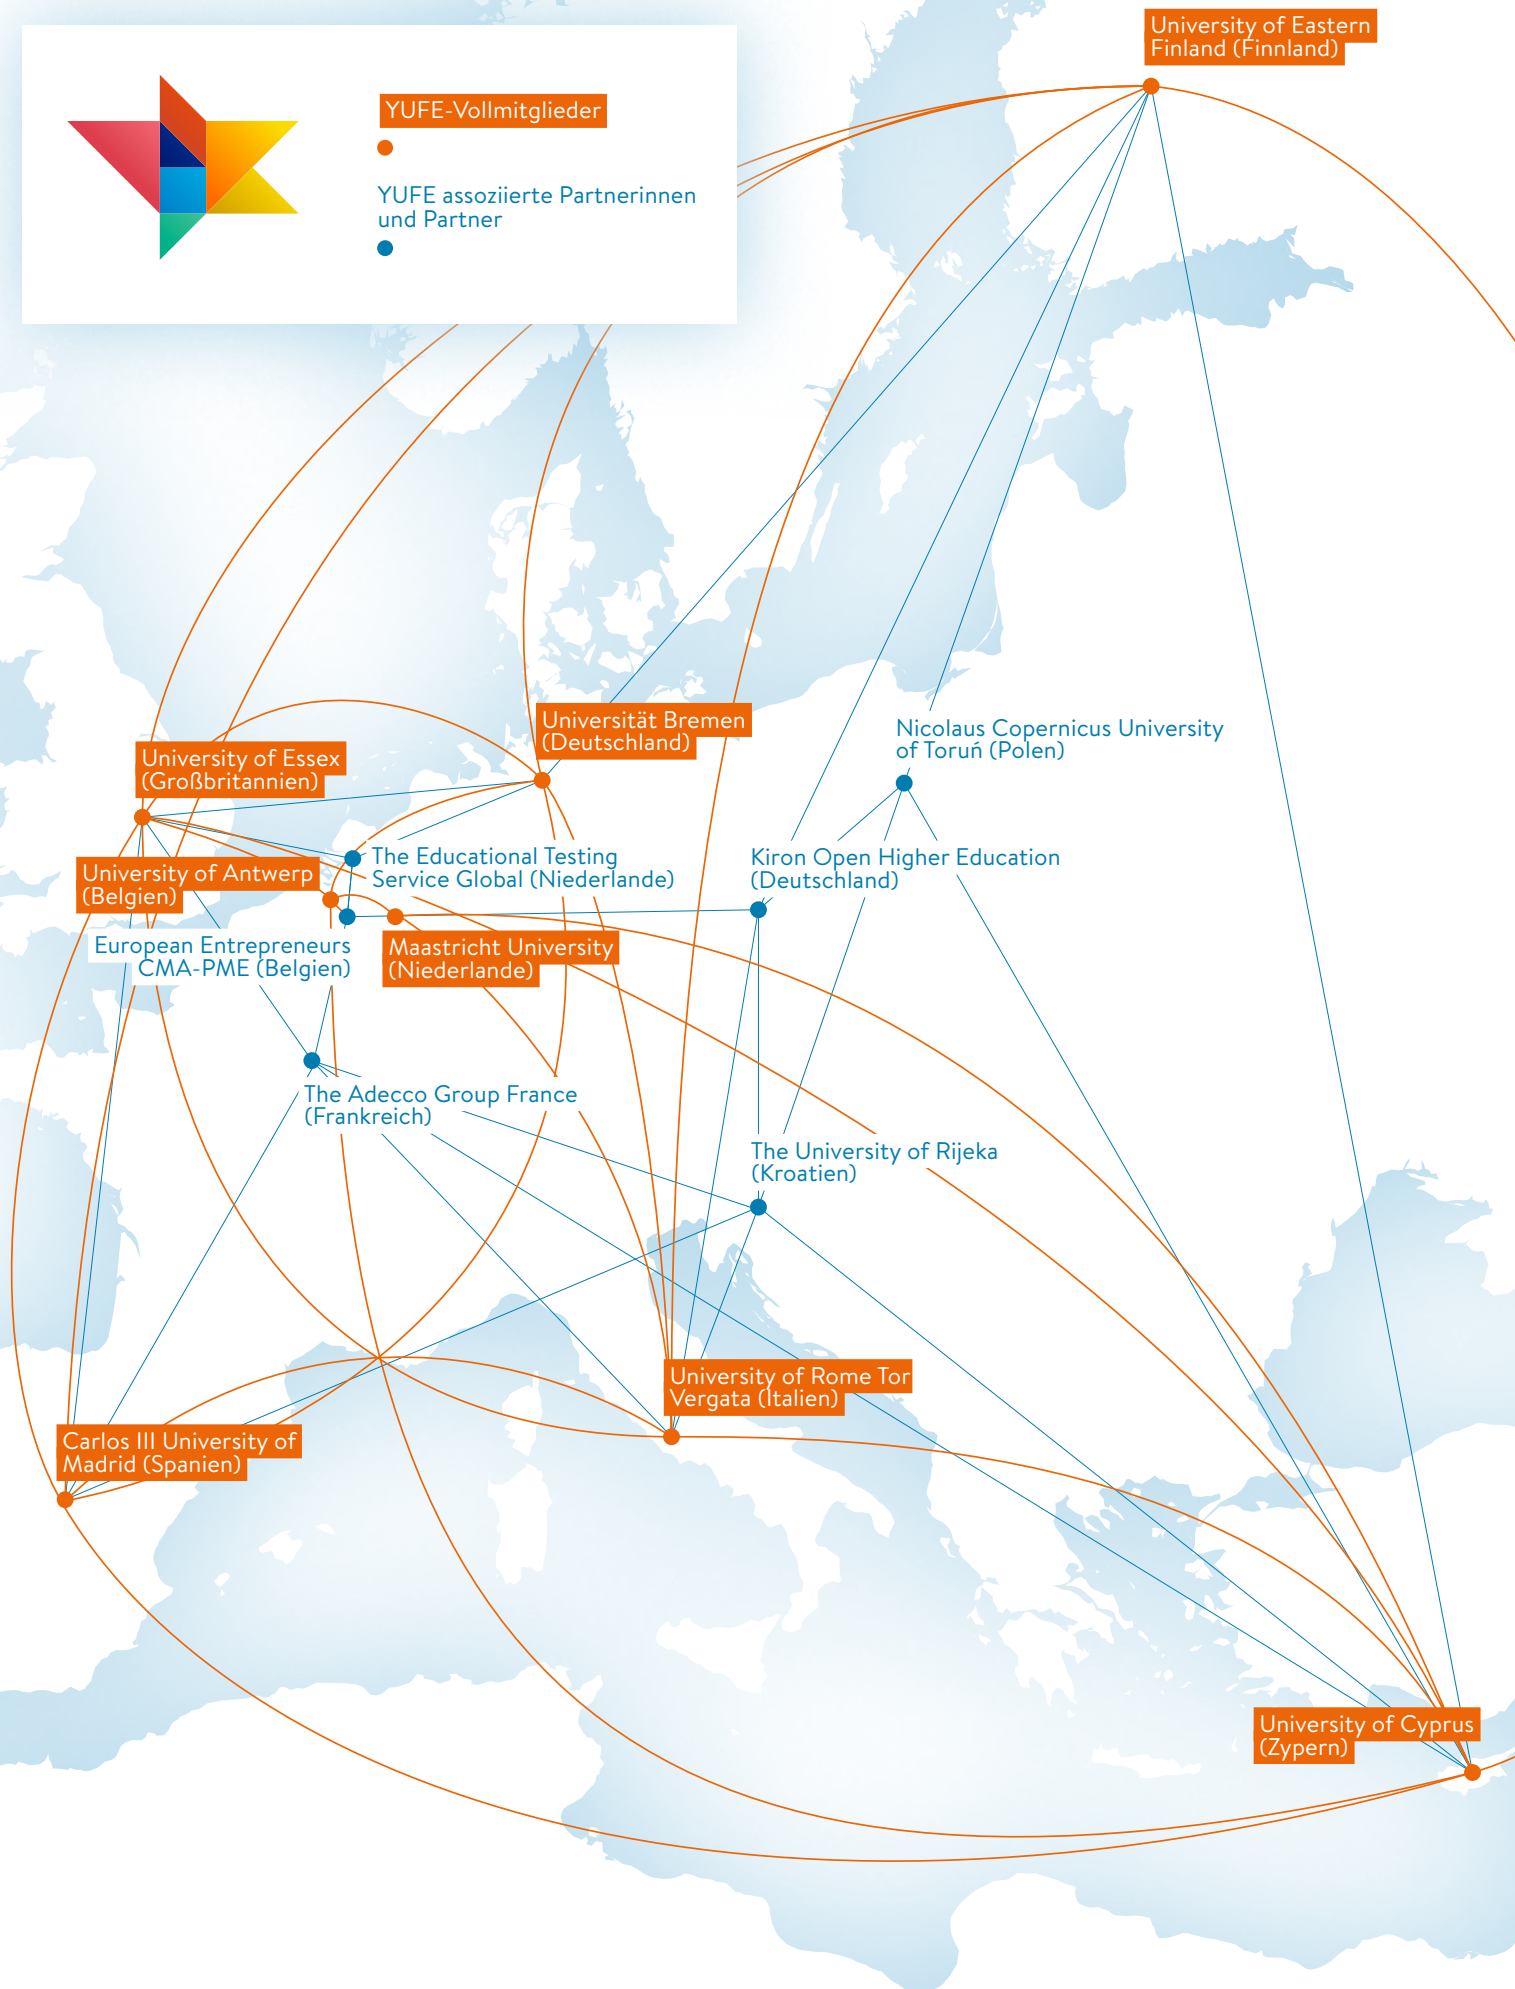 University of Eastern
Finland (Finnland)
YUFE-Vollmitglieder
YUFE assoziierte Partnerinnen
und Partner
Universität Bremen
(Deutschland)
Nicolaus Copernicus University
of Toruń (Polen)
University of Essex
(Großbritannien)
The Educational Testing
Service Global (Niederlande)
Kiron Open Higher Education
(Deutschland)
University of Antwerp
(Belgien)
European Entrepreneurs
CMA-PME (Belgien)
Maastricht University
(Niederlande)
The Adecco Group France
(Frankreich)
The University of Rijeka
(Kroatien)
University of Rome Tor
Vergata (Italien)
Carlos III University of
Madrid (Spanien)
University of Cyprus
(Zypern)